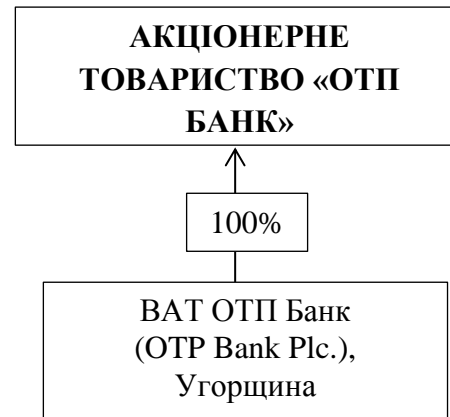 АКЦІОНЕРНЕ
ТОВАРИСТВО «ОТП
БАНК»
100%
ВАТ ОТП Банк
(OTP Bank Plc.),
Угорщина